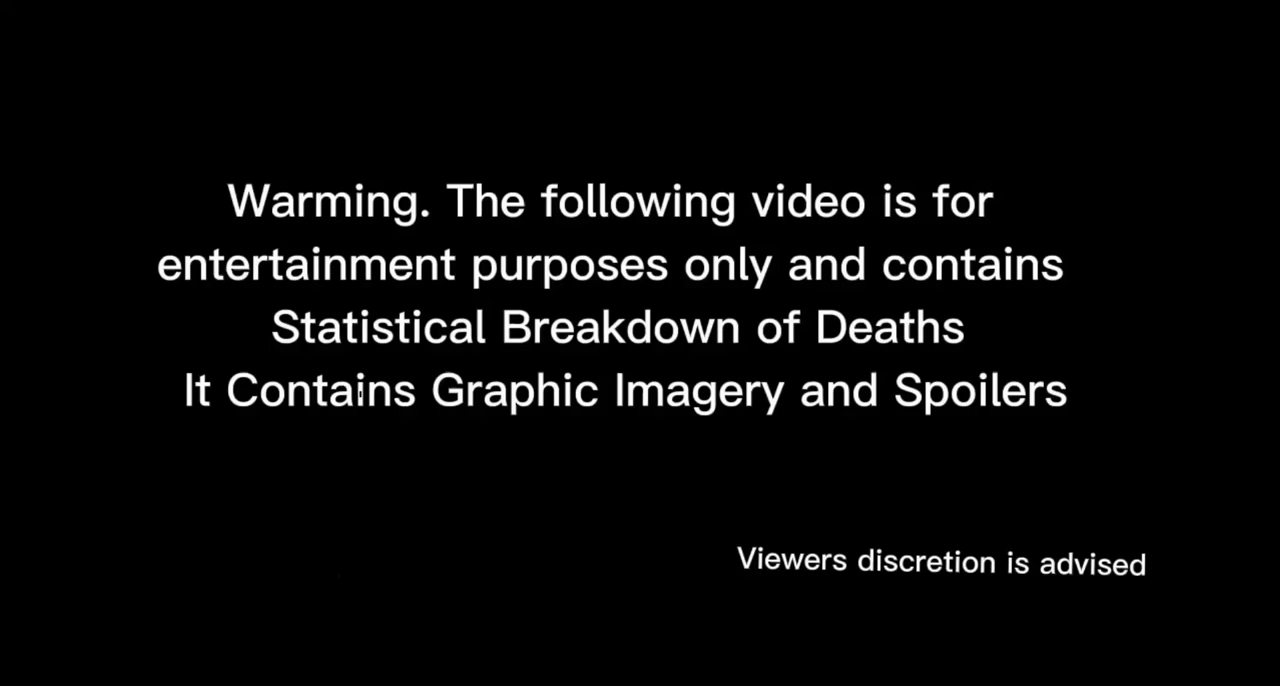 Warming. The following video is for
entertainment purposes only and contains
Statistical Breakdown of Deaths
It Contains Graphic Imagery and Spoilers
Viewers discretion is advised